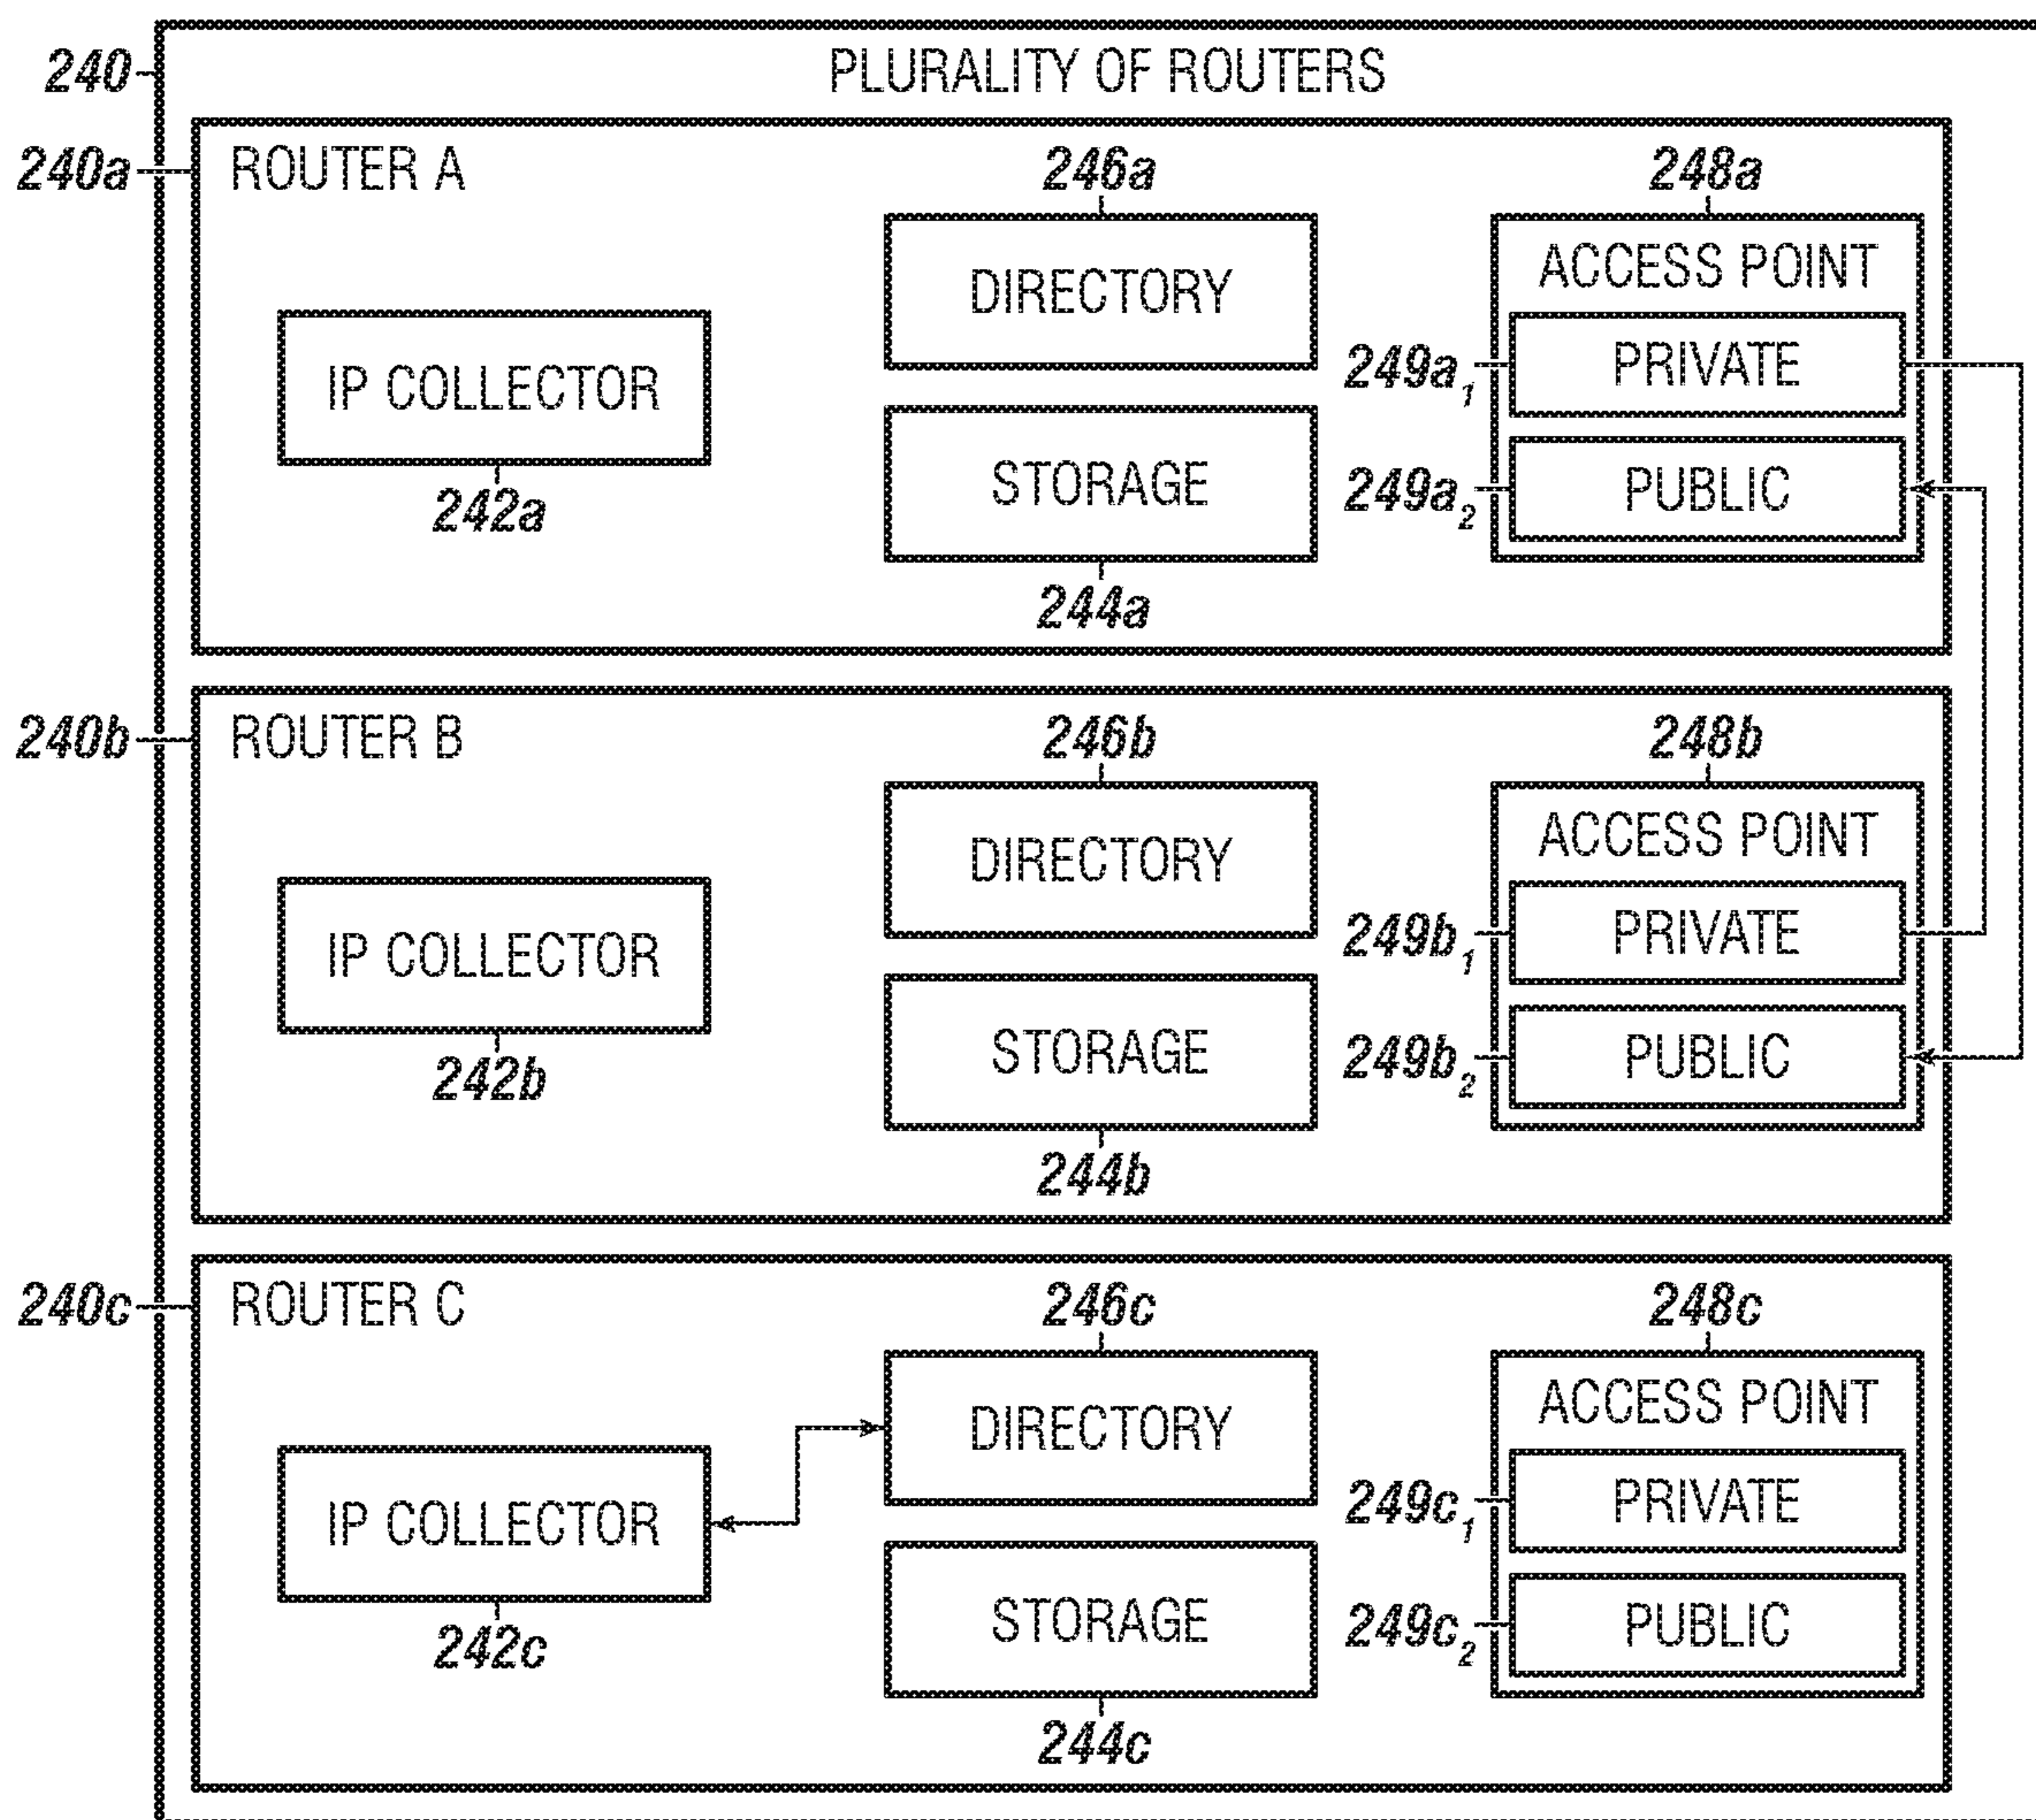 240 PLURALITY OF ROUTERS
240a ROUTER A 246a 248a
DIRECTORY ACCESS POINT
IP COLLECTOR 249a1 PRIVATE
242a STORAGE 249a2 PUBLIC
244a
240b ROUTER B 246b 248b
DIRECTORY ACCESS POINT
IP COLLECTOR 249b1 PRIVATE
242b STORAGE 249b2 PUBLIC
244b
240c ROUTER C 246c 248c
DIRECTORY ACCESS POINT
IP COLLECTOR 249c1 PRIVATE
242c STORAGE 249c2 PUBLIC
244c